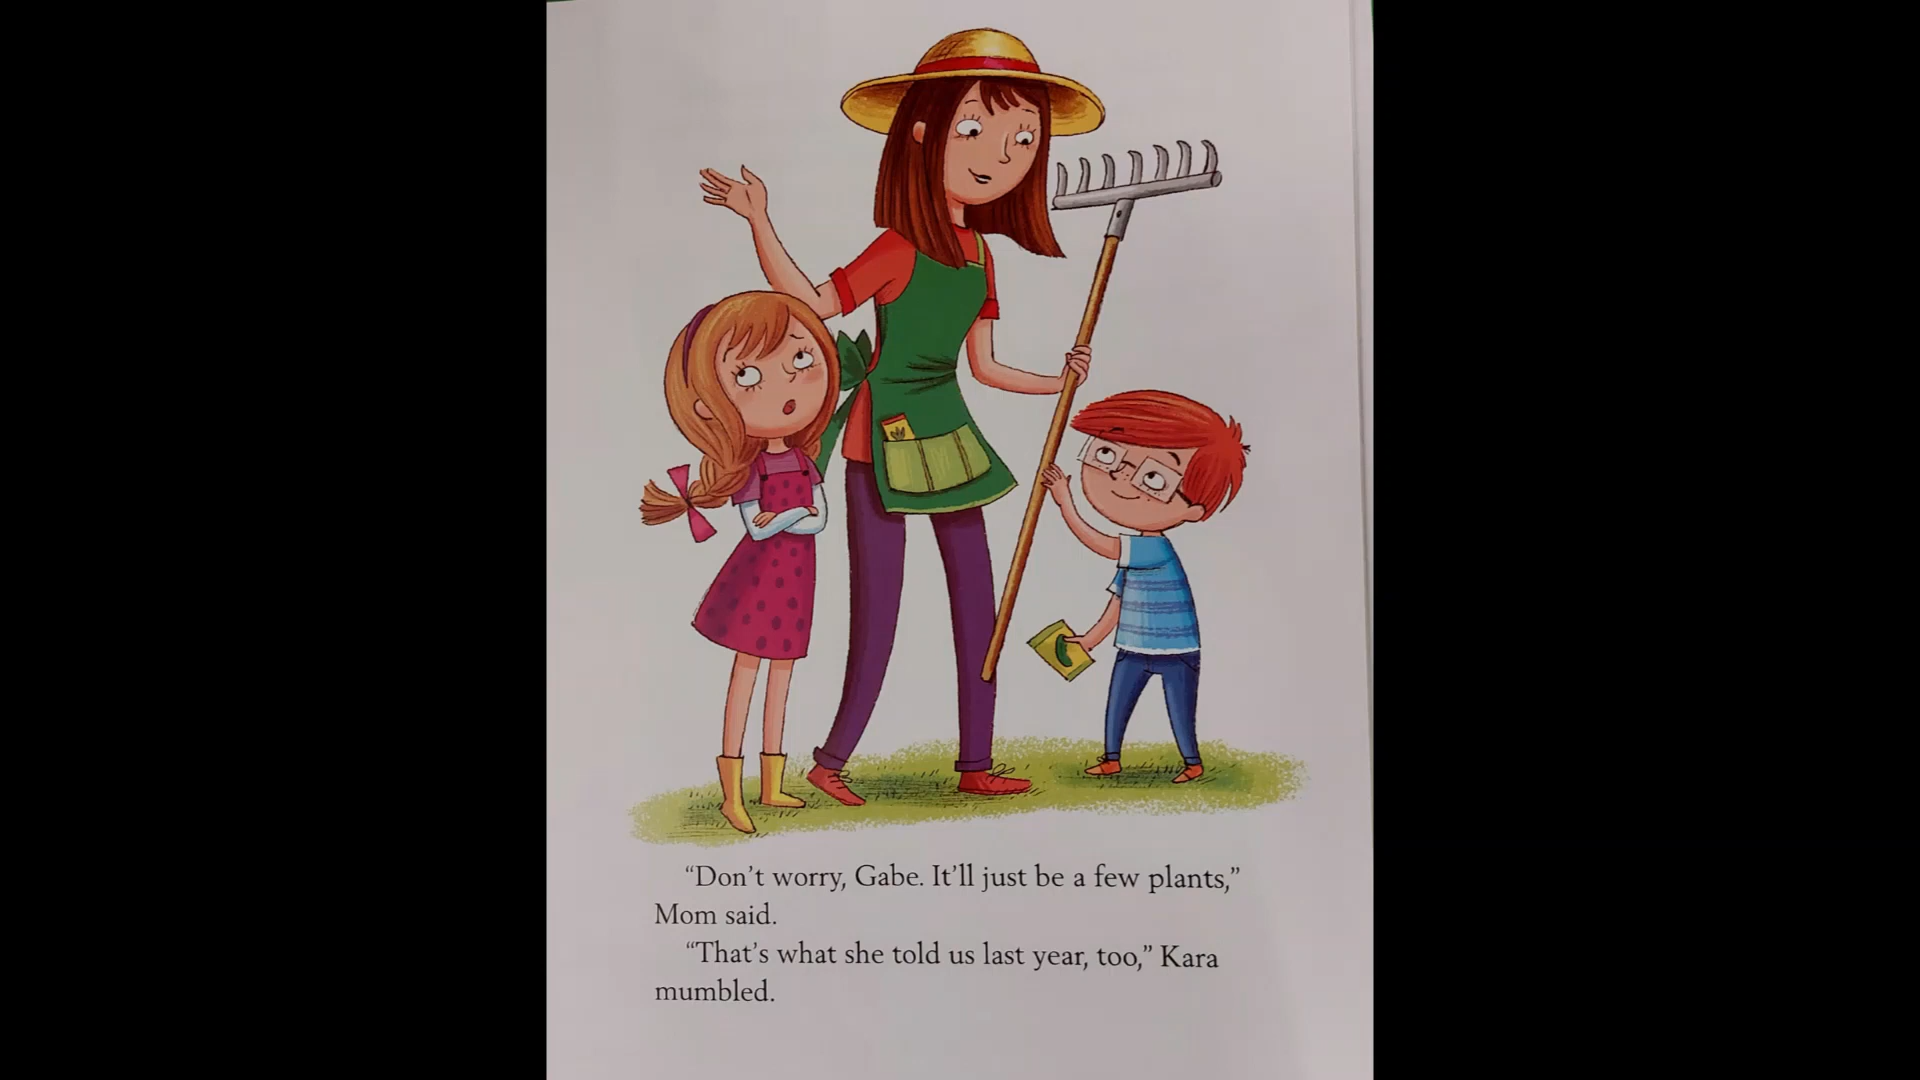 “Don’t worry, Gabe. It’ll just be a few plants,”
Mom said.
“That’s what she told us last year, too,” Kara
mumbled.